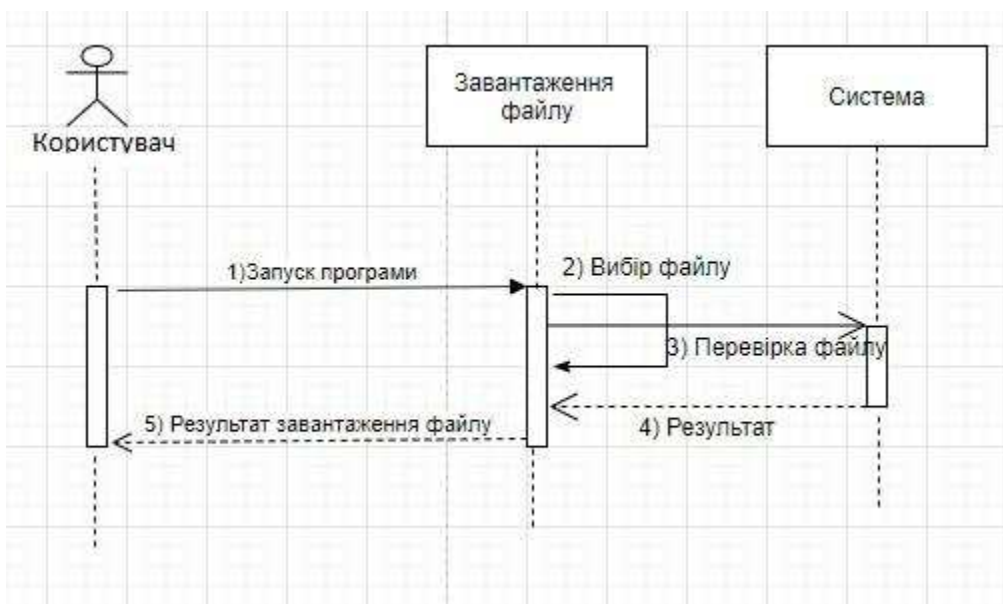 Користувач
Завантаження
файлу
Система
1)Запуск програми
2) Вибір файлу
3) Перевірка файлу
4) Результат
5) Результат завантаження файлу